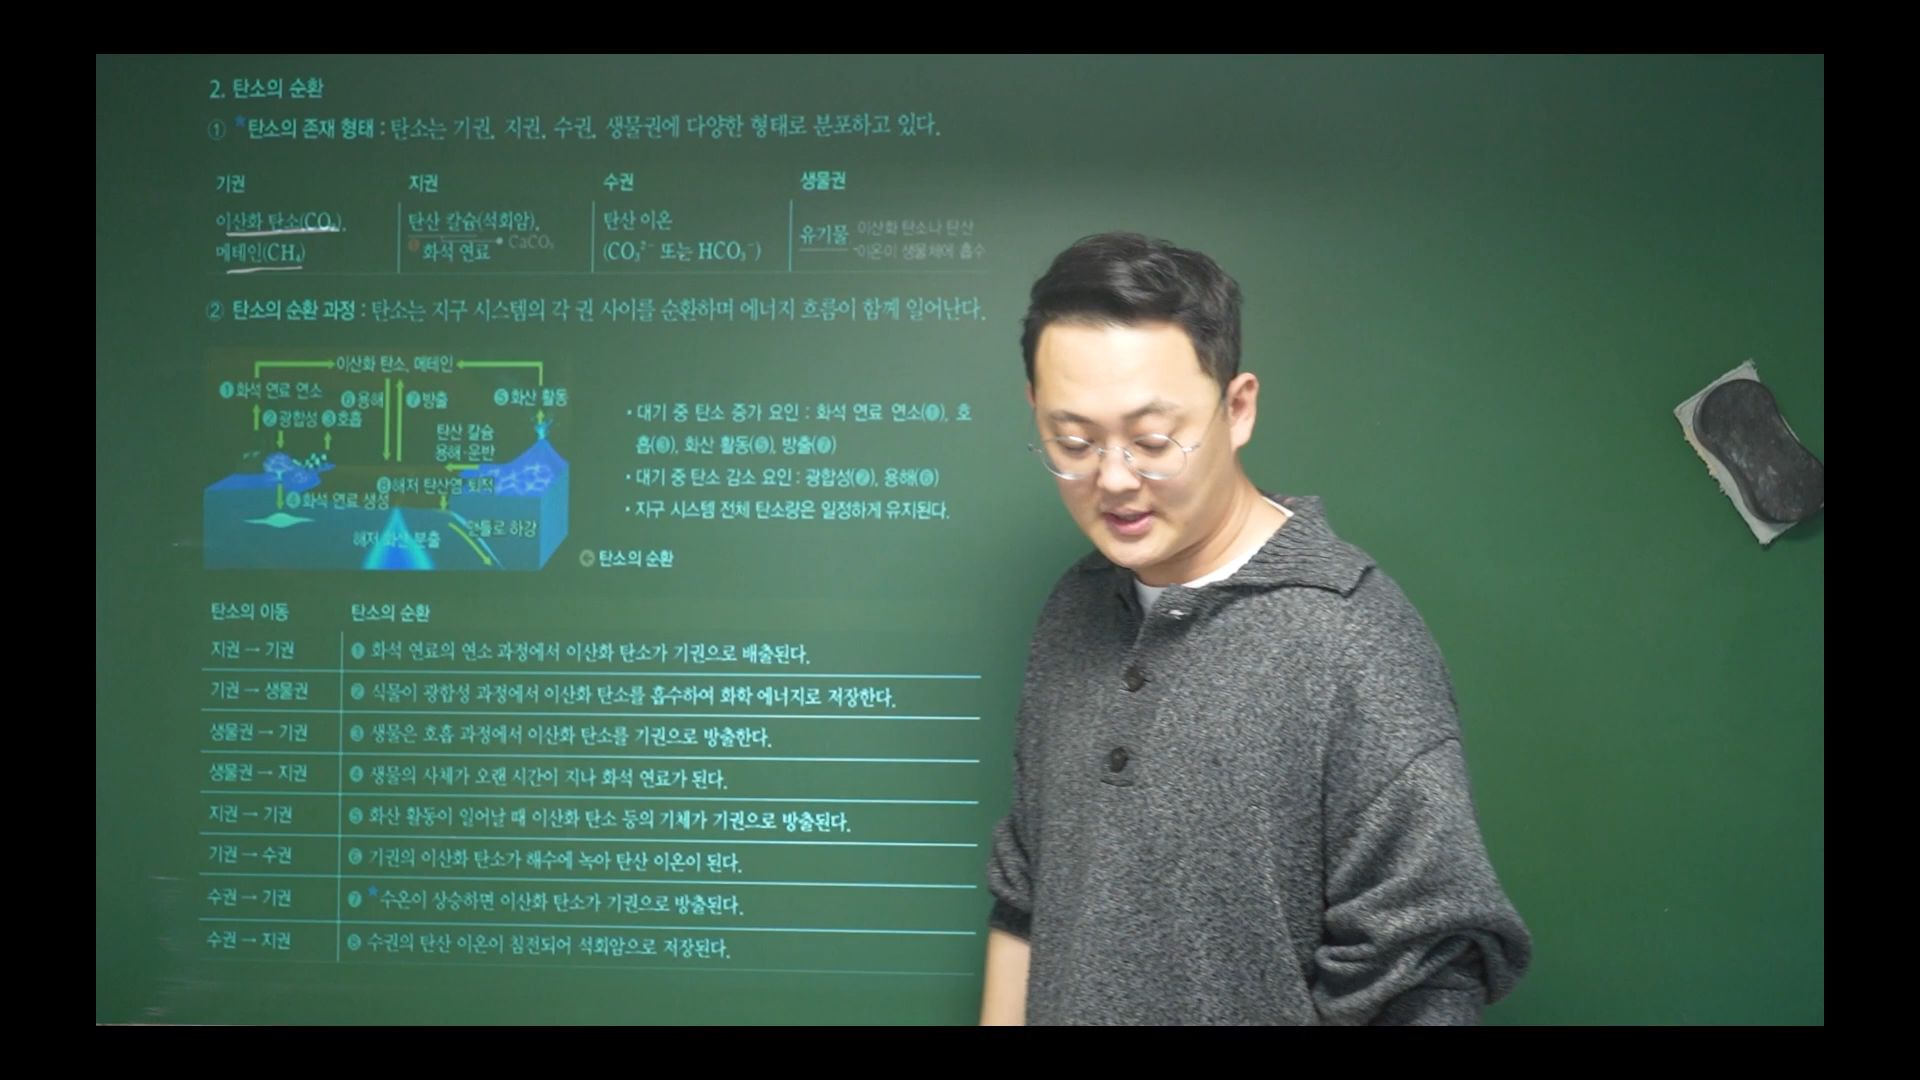 2. 탄소의 순환
① *탄소의 존재 형태 : 탄소는 기권, 지권, 수권, 생물권에 다양한 형태로 분포하고 있다.
기권 지권 수권 생물권
이산화 탄소(CO₂), 탄산 칼슘(석회암), 탄산 이온 유기물 이산화 탄소나 탄산
메테인(CH₄) 화석 연료 CaCO₃ (CO₃²⁻ 또는 HCO₃⁻) 이온이 생물체에 흡수
② 탄소의 순환 과정 : 탄소는 지구 시스템의 각 권 사이를 순환하며 에너지 흐름이 함께 일어난다.
이산화 탄소, 메테인
❶화석 연료 연소 ❻용해 ❼방출 ❺화산 활동
❷광합성 ❸호흡
탄산 칼슘
용해·운반
❽해저 탄산염 퇴적
❹화석 연료 생성
해저 화산 분출
맨틀로 하강
• 대기 중 탄소 증가 요인 : 화석 연료 연소(❶), 호
흡(❸), 화산 활동(❺), 방출(❼)
• 대기 중 탄소 감소 요인 : 광합성(❷), 용해(❻)
• 지구 시스템 전체 탄소량은 일정하게 유지된다.
탄소의 순환
탄소의 이동 탄소의 순환
지권 → 기권 ❶ 화석 연료의 연소 과정에서 이산화 탄소가 기권으로 배출된다.
기권 → 생물권 ❷ 식물이 광합성 과정에서 이산화 탄소를 흡수하여 화학 에너지로 저장한다.
생물권 → 기권 ❸ 생물은 호흡 과정에서 이산화 탄소를 기권으로 방출한다.
생물권 → 지권 ❹ 생물의 사체가 오랜 시간이 지나 화석 연료가 된다.
지권 → 기권 ❺ 화산 활동이 일어날 때 이산화 탄소 등의 기체가 기권으로 방출된다.
기권 → 수권 ❻ 기권의 이산화 탄소가 해수에 녹아 탄산 이온이 된다.
수권 → 기권 ❼ *수온이 상승하면 이산화 탄소가 기권으로 방출된다.
수권 → 지권 ❽ 수권의 탄산 이온이 침전되어 석회암으로 저장된다.